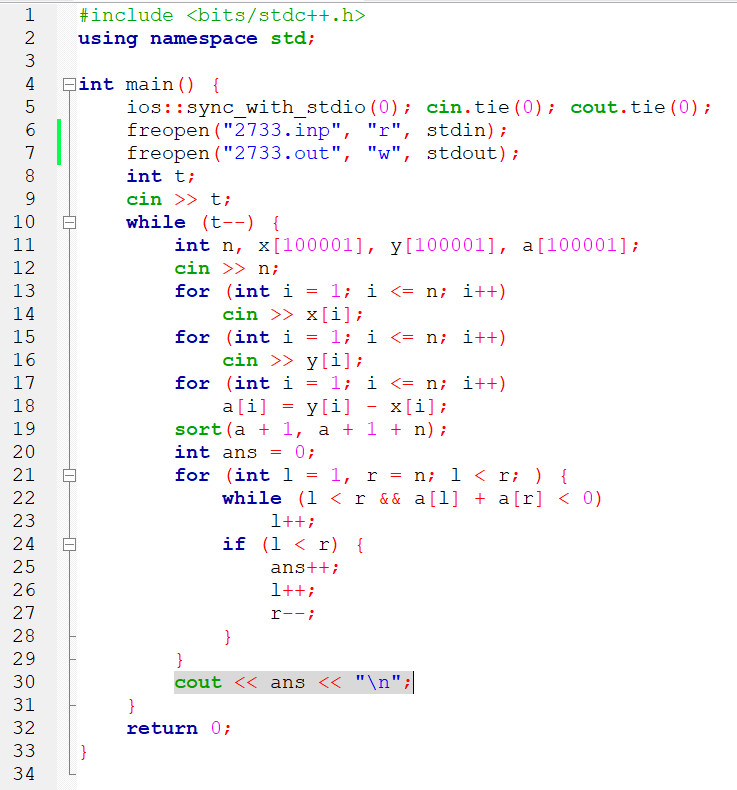 1 #include <bits/stdc++.h>
2 using namespace std;
3
4 int main() {
5 ios::sync_with_stdio(0); cin.tie(0); cout.tie(0);
6 freopen("2733.inp", "r", stdin);
7 freopen("2733.out", "w", stdout);
8 int t;
9 cin >> t;
10 while (t--) {
11 int n, x[100001], y[100001], a[100001];
12 cin >> n;
13 for (int i = 1; i <= n; i++)
14 cin >> x[i];
15 for (int i = 1; i <= n; i++)
16 cin >> y[i];
17 for (int i = 1; i <= n; i++)
18 a[i] = y[i] - x[i];
19 sort(a + 1, a + 1 + n);
20 int ans = 0;
21 for (int l = 1, r = n; l < r; ) {
22 while (l < r && a[l] + a[r] < 0)
23 l++;
24 if (l < r) {
25 ans++;
26 l++;
27 r--;
28 }
29 }
30 cout << ans << "\n";
31 }
32 return 0;
33 }
34